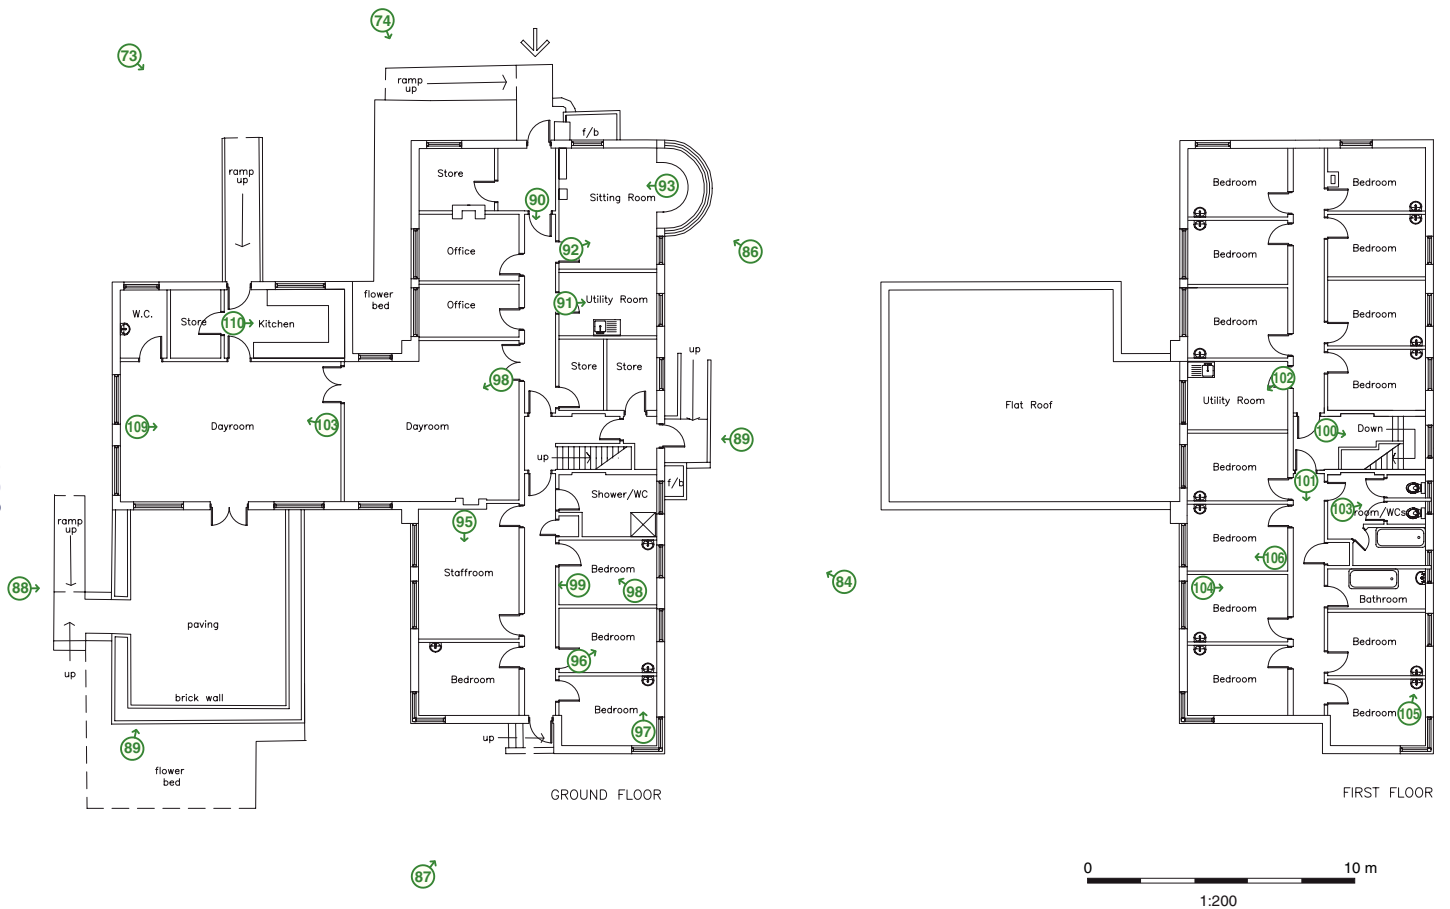 74
73
ramp
up
f/b
ramp
up
Store
90
Sitting Room
93
92
86
Office
Office
flower
bed
91
Utility Room
W.C.
Store
110
Kitchen
Store
Store
up
98
109
Dayroom
103
Dayroom
89
up
Shower/WC
f/b
ramp
up
95
Staffroom
Bedroom
99
98
88
paving
Bedroom
96
up
Bedroom
brick wall
Bedroom
97
up
89
flower
bed
GROUND FLOOR
87
84
Bedroom
Bedroom
Bedroom
Bedroom
Bedroom
Bedroom
102
Bedroom
Utility Room
Flat Roof
100
Down
Bedroom
101
103
room/WCs
Bedroom
106
104
Bedroom
Bathroom
Bedroom
Bedroom
Bedroom
105
FIRST FLOOR
0
10 m
1:200